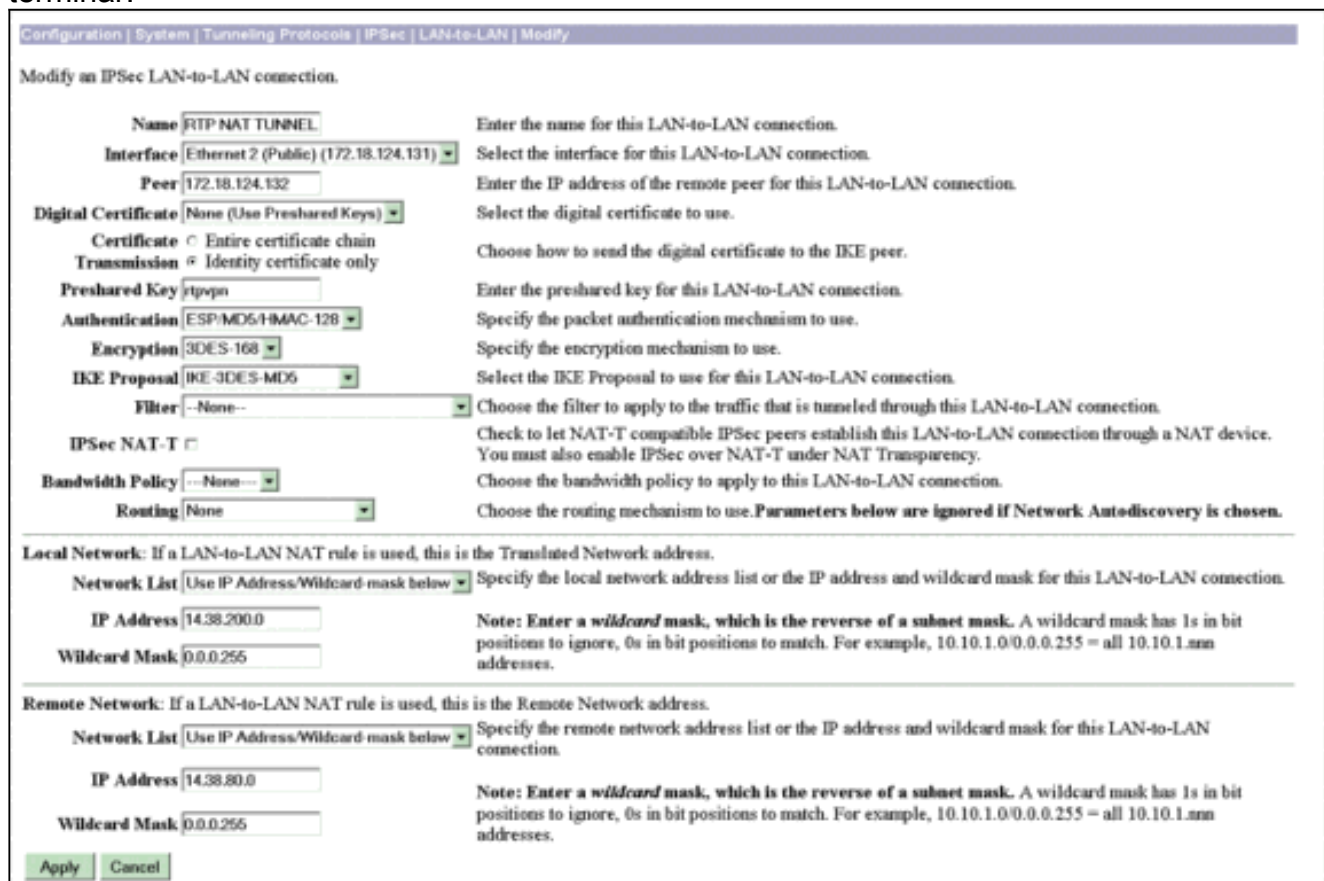 Configuration | System | Tunneling Protocols | IPSec | LAN-to-LAN | Modify
Modify an IPSec LAN-to-LAN connection.
Name RTP NAT TUNNEL Enter the name for this LAN-to-LAN connection.
Interface Ethernet 2 (Public) (172.18.124.131) Select the interface for this LAN-to-LAN connection.
Peer 172.18.124.132 Enter the IP address of the remote peer for this LAN-to-LAN connection.
Digital Certificate None (Use Preshared Keys) Select the digital certificate to use.
Certificate Transmission Entire certificate chain
Identity certificate only Choose how to send the digital certificate to the IKE peer.
Preshared Key rtpvpn Enter the preshared key for this LAN-to-LAN connection.
Authentication ESP/MD5/HMAC-128 Specify the packet authentication mechanism to use.
Encryption 3DES-168 Specify the encryption mechanism to use.
IKE Proposal IKE-3DES-MD5 Select the IKE Proposal to use for this LAN-to-LAN connection.
Filter --None-- Choose the filter to apply to the traffic that is tunneled through this LAN-to-LAN connection.
IPSec NAT-T Check to let NAT-T compatible IPSec peers establish this LAN-to-LAN connection through a NAT device.
You must also enable IPSec over NAT-T under NAT Transparency.
Bandwidth Policy ---None--- Choose the bandwidth policy to apply to this LAN-to-LAN connection.
Routing None Choose the routing mechanism to use.Parameters below are ignored if Network Autodiscovery is chosen.
Local Network: If a LAN-to-LAN NAT rule is used, this is the Translated Network address.
Network List Use IP Address/Wildcard-mask below Specify the local network address list or the IP address and wildcard mask for this LAN-to-LAN connection.
IP Address 14.38.200.0
Wildcard Mask 0.0.0.255
Note: Enter a wildcard mask, which is the reverse of a subnet mask. A wildcard mask has 1s in bit
positions to ignore, 0s in bit positions to match. For example, 10.10.1.0/0.0.0.255 = all 10.10.1.nnn
addresses.
Remote Network: If a LAN-to-LAN NAT rule is used, this is the Remote Network address.
Network List Use IP Address/Wildcard-mask below Specify the remote network address list or the IP address and wildcard mask for this LAN-to-LAN
connection.
IP Address 14.38.80.0
Wildcard Mask 0.0.0.255
Note: Enter a wildcard mask, which is the reverse of a subnet mask. A wildcard mask has 1s in bit
positions to ignore, 0s in bit positions to match. For example, 10.10.1.0/0.0.0.255 = all 10.10.1.nnn
addresses.
Apply Cancel